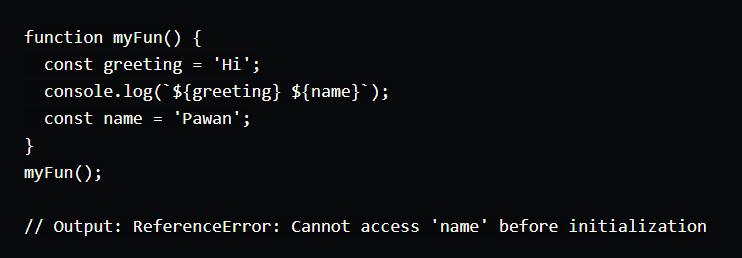 function myFun() {
  const greeting = 'Hi';
  console.log(`${greeting} ${name}`);
  const name = 'Pawan';
}
myFun();

// Output: ReferenceError: Cannot access 'name' before initialization